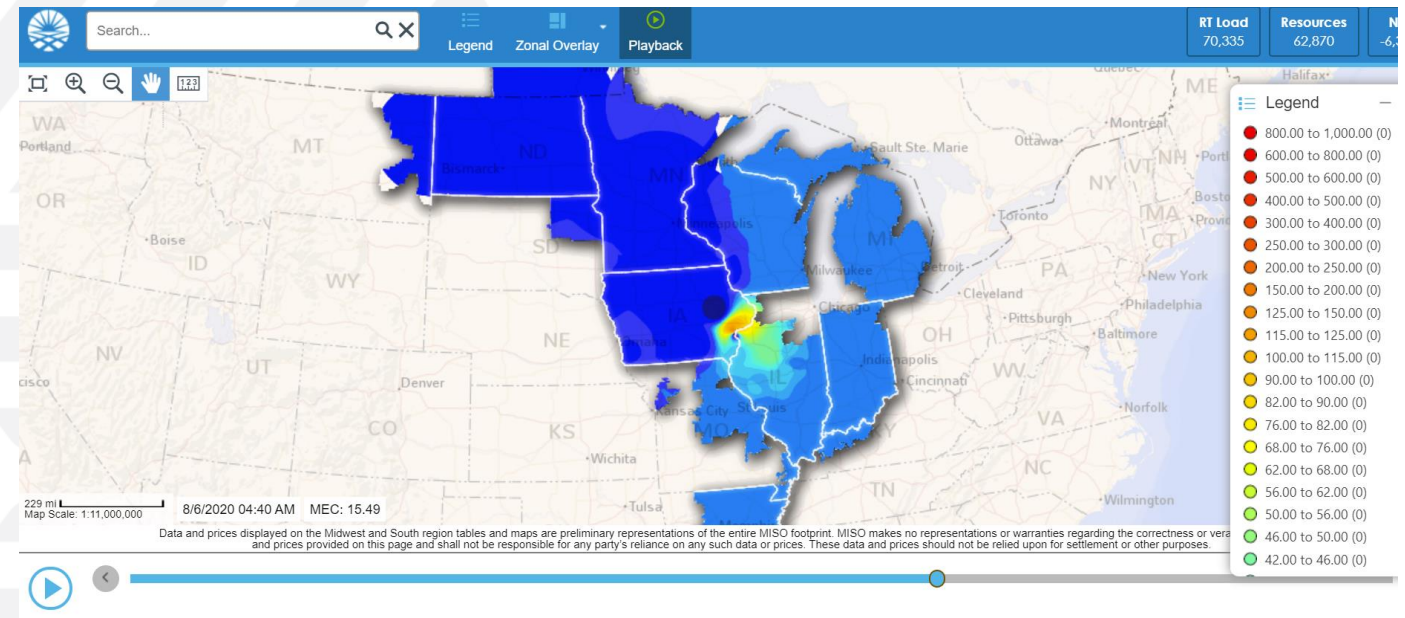 Search...
Legend
Zonal Overlay
Playback
RT Load
70,335
Resources
62,870
WA
Portland
MT
ND
Bismarck
MN
Minneapolis
Sault Ste. Marie
Ottawa
Montréal
Halifax
ME
VT
NH
NY
MA
CT
OR
Boise
ID
WY
SD
Toronto
MI
Milwaukee
Detroit
PA
New York
Cleveland
Chicago
Pittsburgh
Philadelphia
Baltimore
NV
UT
NE
IA
Omaha
IL
OH
Indianapolis
Cincinnati
WV
Denver
CO
Kansas City
KS
MO
KY
VA
Norfolk
Wichita
TN
NC
Tulsa
Wilmington
Legend
800.00 to 1,000.00 (0)
600.00 to 800.00 (0)
500.00 to 600.00 (0)
400.00 to 500.00 (0)
300.00 to 400.00 (0)
250.00 to 300.00 (0)
200.00 to 250.00 (0)
150.00 to 200.00 (0)
125.00 to 150.00 (0)
115.00 to 125.00 (0)
100.00 to 115.00 (0)
90.00 to 100.00 (0)
82.00 to 90.00 (0)
76.00 to 82.00 (0)
68.00 to 76.00 (0)
62.00 to 68.00 (0)
56.00 to 62.00 (0)
50.00 to 56.00 (0)
46.00 to 50.00 (0)
42.00 to 46.00 (0)
229 mi
Map Scale: 1:11,000,000
8/6/2020 04:40 AM MEC: 15.49
Data and prices displayed on the Midwest and South region tables and maps are preliminary representations of the entire MISO footprint. MISO makes no representations or warranties regarding the correctness or
and prices provided on this page and shall not be responsible for any party's reliance on any such data or prices. These data and prices should not be relied upon for settlement or other purposes.